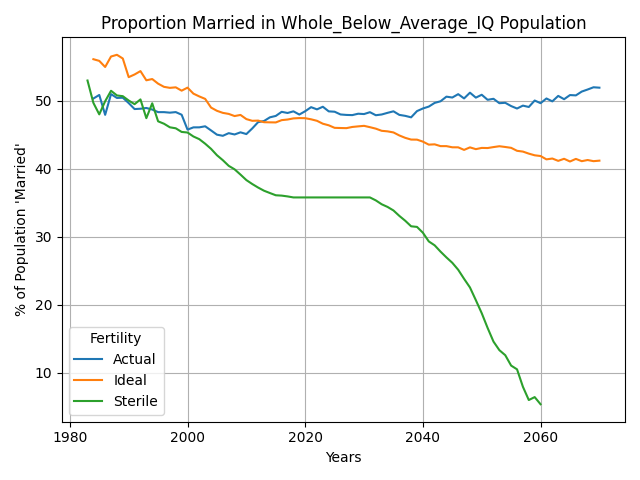 Proportion Married in Whole_Below_Average_IQ Population
% of Population 'Married'
50
40
30
20
10
Fertility
Actual
Ideal
Sterile
1980
2000
2020
2040
2060
Years